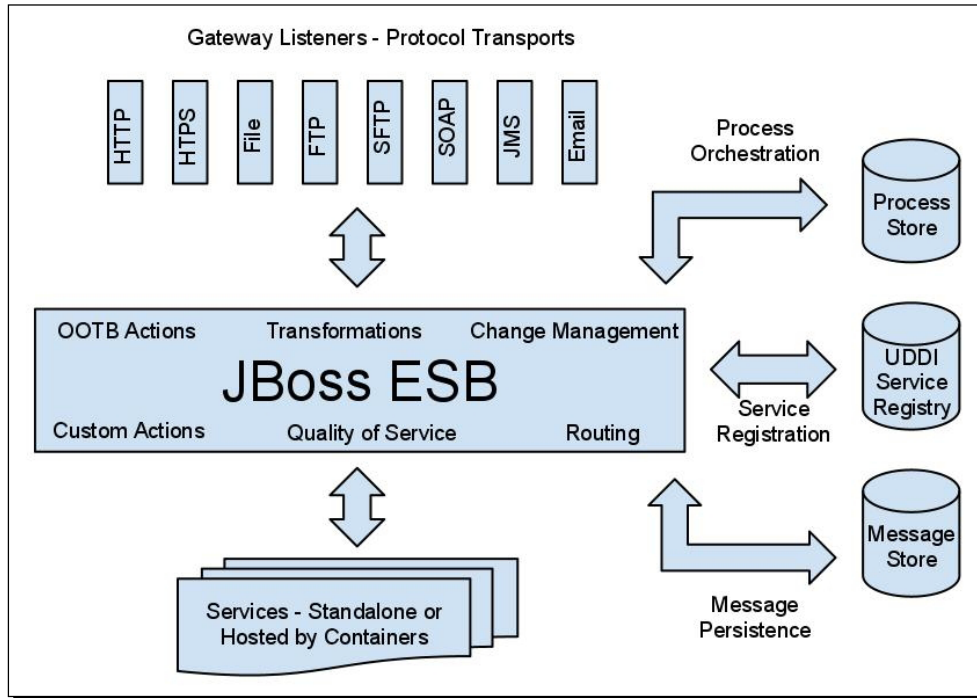 Gateway Listeners - Protocol Transports
HTTP
HTPS
File
FTP
SFTP
SOAP
JMS
Email
Process
Orchestration
Process
Store
OOTB Actions
Transformations
Change Management
JBoss ESB
Custom Actions
Quality of Service
Routing
Service
Registration
UDDI
Service
Registry
Message
Store
Message
Persistence
Services - Standalone or
Hosted by Containers